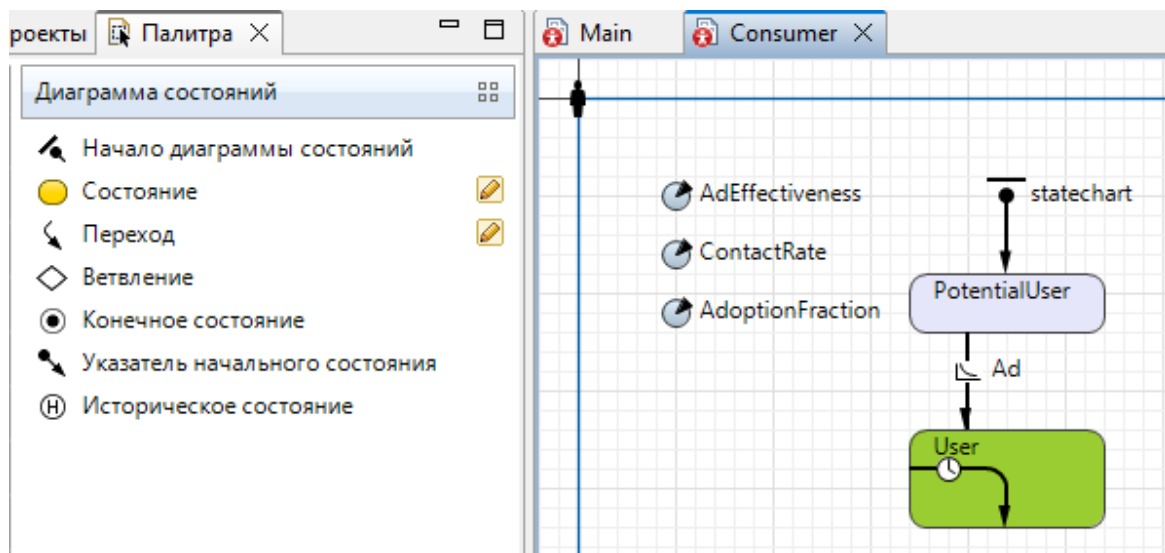 роекты Палитра
Диаграмма состояний
Начало диаграммы состояний
Состояние
Переход
Ветвление
Конечное состояние
Указатель начального состояния
H Историческое состояние
Main Consumer
AdEffectiveness
statechart
ContactRate
PotentialUser
AdoptionFraction
Ad
User